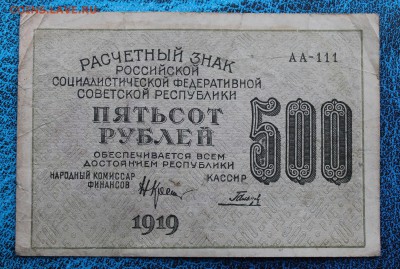 РАСЧЕТНЫЙ ЗНАК
РОССИЙСКОЙ
СОЦИАЛИСТИЧЕСКОЙ ФЕДЕРАТИВНОЙ
СОВЕТСКОЙ РЕСПУБЛИКИ
АА-111
ПЯТЬСОТ
РУБЛЕЙ
500
ОБЕСПЕЧИВАЕТСЯ ВСЕМ
ДОСТОЯНИЕМ РЕСПУБЛИКИ
НАРОДНЫЙ КОМИССАР
ФИНАНСОВ
КАССИР
1919